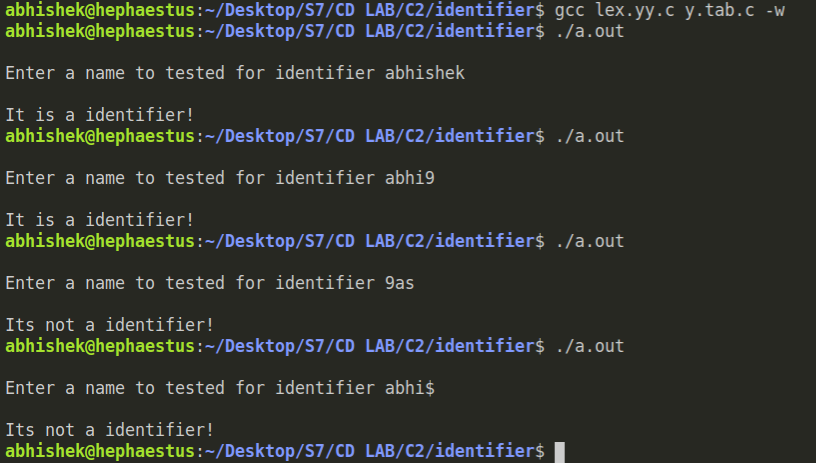 abhishek@hephaestus:~/Desktop/S7/CD LAB/C2/identifier$ gcc lex.yy.c y.tab.c -w
abhishek@hephaestus:~/Desktop/S7/CD LAB/C2/identifier$ ./a.out
Enter a name to tested for identifier abhishek
It is a identifier!
abhishek@hephaestus:~/Desktop/S7/CD LAB/C2/identifier$ ./a.out
Enter a name to tested for identifier abhi9
It is a identifier!
abhishek@hephaestus:~/Desktop/S7/CD LAB/C2/identifier$ ./a.out
Enter a name to tested for identifier 9as
Its not a identifier!
abhishek@hephaestus:~/Desktop/S7/CD LAB/C2/identifier$ ./a.out
Enter a name to tested for identifier abhi$
Its not a identifier!
abhishek@hephaestus:~/Desktop/S7/CD LAB/C2/identifier$